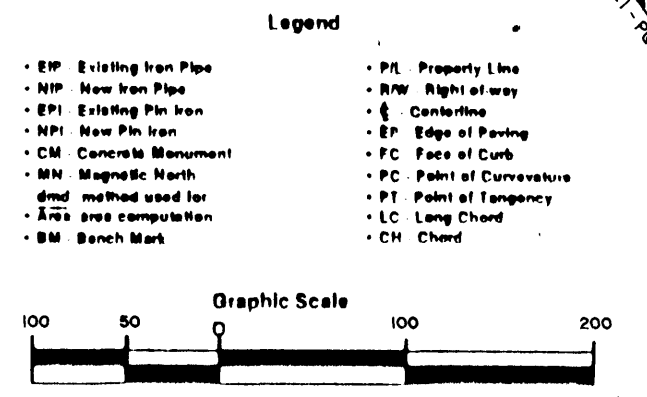 Legend
• EIP - Existing Iron Pipe
• NIP - New Iron Pipe
• EPI - Existing Pin Iron
• NPI - New Pin Iron
• CM - Concrete Monument
• MN - Magnetic North
dmd method used for
• Area area computation
• BM - Bench Mark
• P/L - Property Line
• R/W - Right of-way
• ℄ - Centerline
• EP - Edge of Paving
• FC - Face of Curb
• PC - Point of Curvevature
• PT - Point of Tangency
• LC - Long Chord
• CH - Chord
Graphic Scale
100 50 0 100 200